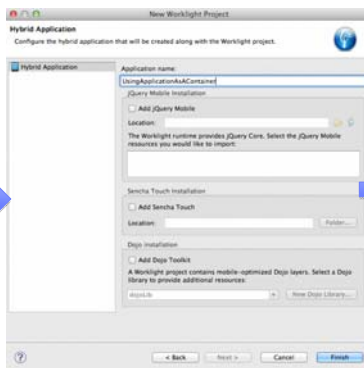 New Worklight Project
Hybrid Application
Configure the hybrid application that will be created along with the Worklight project.
Hybrid Application
Application name:
UsingApplicationAsAContainer
jQuery Mobile Installation
Add jQuery Mobile
Location:
The Worklight runtime provides jQuery Core. Select the jQuery Mobile
resources you would like to import:
Sencha Touch Installation
Add Sencha Touch
Location:
Folder...
Dojo Installation
Add Dojo Toolkit
A Worklight project contains mobile-optimized Dojo layers. Select a Dojo
library to provide additional resources:
dojoLib
New Dojo Library...
?
< Back
Next >
Cancel
Finish